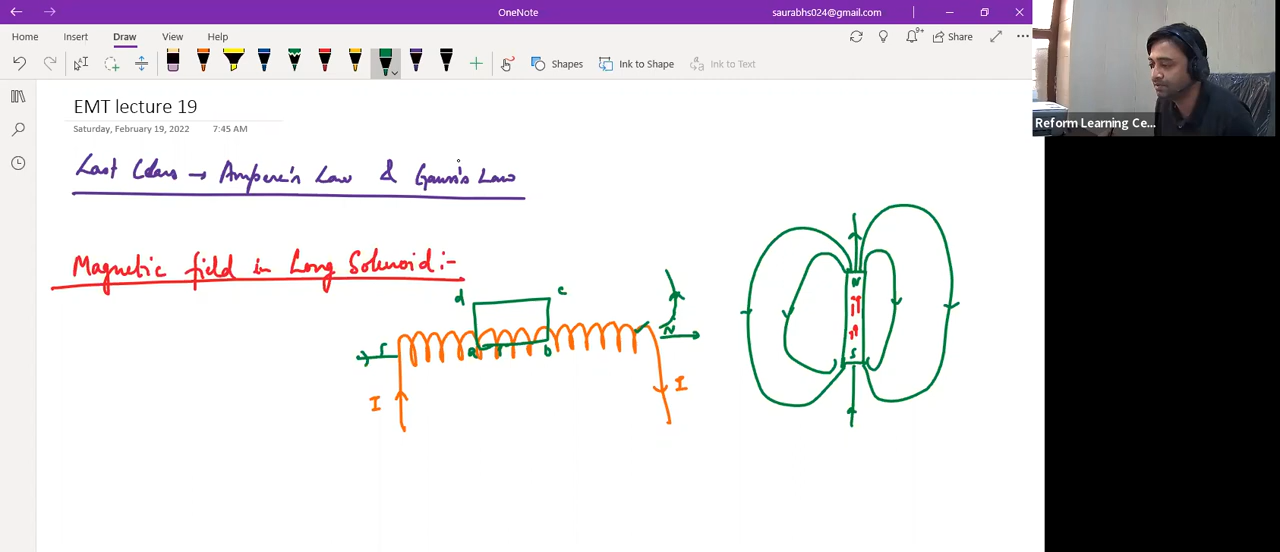 OneNote
saurabhs024@gmail.com
Home Insert Draw View Help
9+
Share
Shapes
Ink to Shape
Ink to Text
EMT lecture 19
Saturday, February 19, 2022 7:45 AM
Last Class → Ampere's Law & Gauss's Law
Magnetic field in Long Solenoid :-
d c
a b
S N
I I
N
S
Reform Learning Ce...